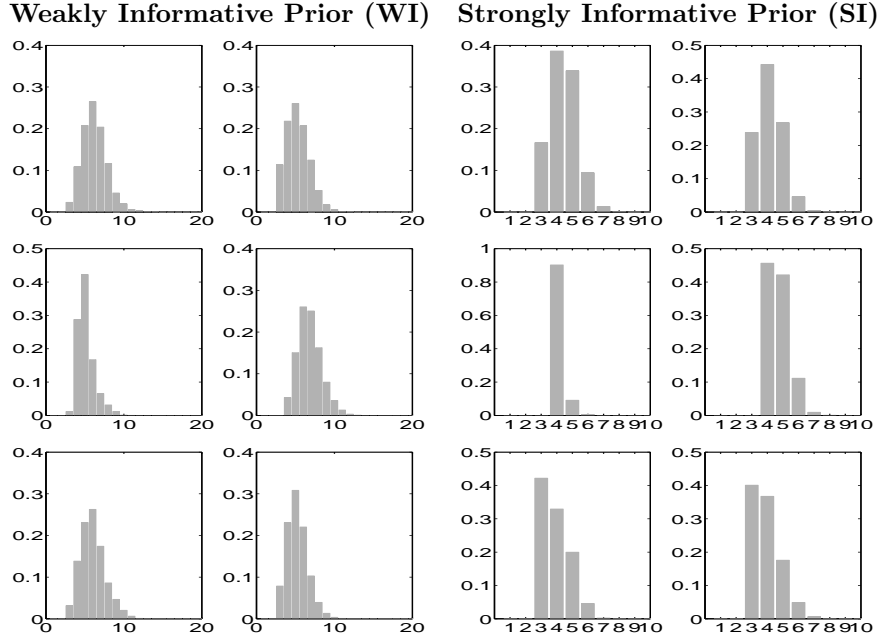 Weakly Informative Prior (WI) Strongly Informative Prior (SI)
0.4 0.4 0.4 0.5
0.3 0.3 0.3 0.4
0.2 0.2 0.2 0.3
0.1 0.1 0.1 0.2
0.1
0 0 0 0
0 10 20 0 10 20 1 2 3 4 5 6 7 8 9 10 1 2 3 4 5 6 7 8 9 10
0.5 0.4 1 0.5
0.4 0.3 0.8 0.4
0.3 0.2 0.6 0.3
0.2 0.1 0.4 0.2
0.1 0.2 0.1
0 0 0 0
0 10 20 0 10 20 1 2 3 4 5 6 7 8 9 10 1 2 3 4 5 6 7 8 9 10
0.4 0.4 0.5 0.5
0.3 0.3 0.4 0.4
0.2 0.2 0.3 0.3
0.1 0.1 0.2 0.2
0.1 0.1
0 0 0 0
0 10 20 0 10 20 1 2 3 4 5 6 7 8 9 10 1 2 3 4 5 6 7 8 9 10